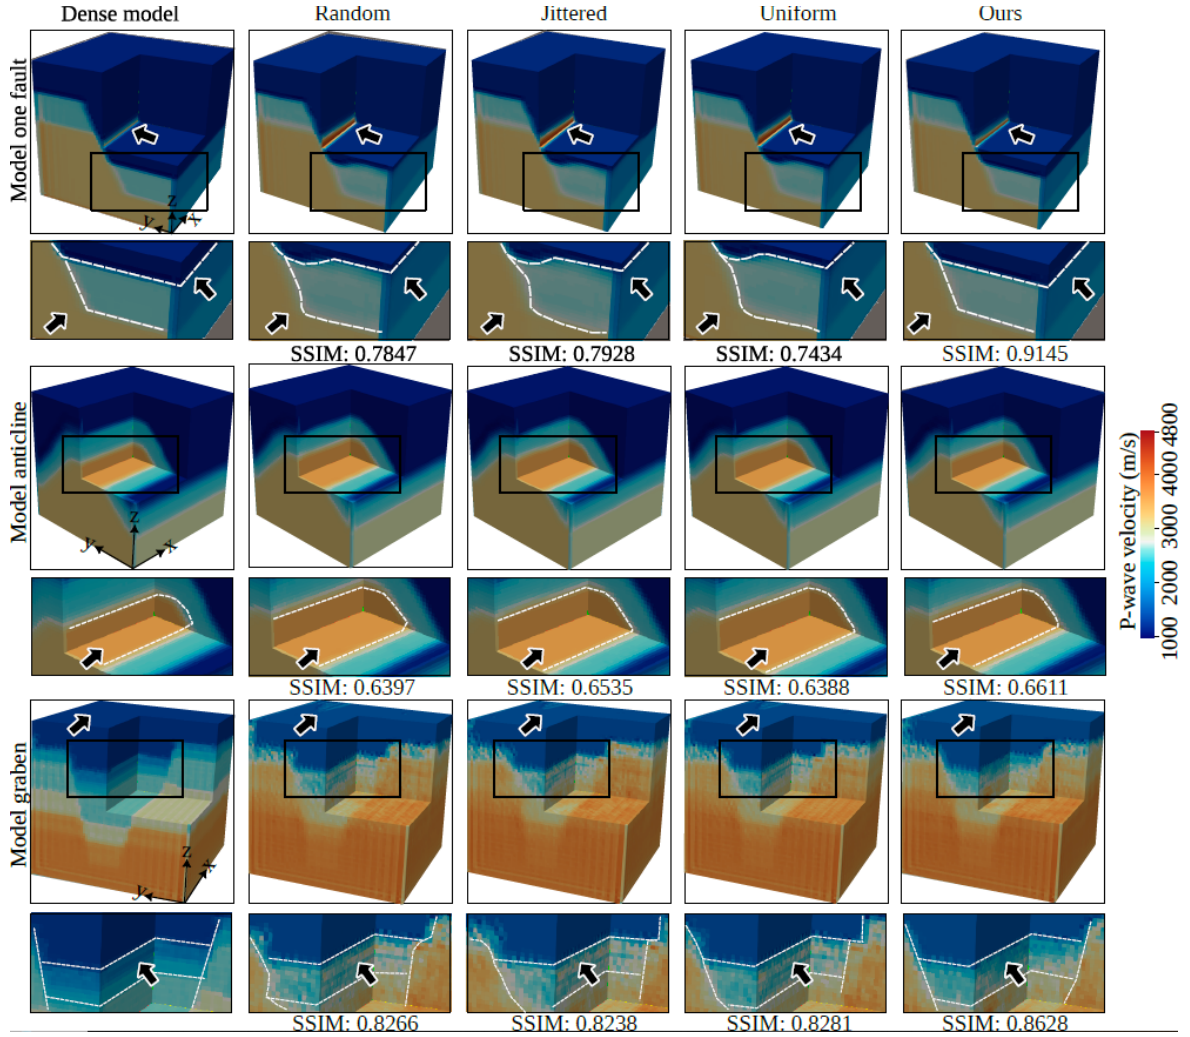 Dense model Random Jittered Uniform Ours
Model one fault
z
y x
SSIM: 0.7847 SSIM: 0.7928 SSIM: 0.7434 SSIM: 0.9145
Model anticline
z
y x
SSIM: 0.6397 SSIM: 0.6535 SSIM: 0.6388 SSIM: 0.6611
Model graben
z x
y
SSIM: 0.8266 SSIM: 0.8238 SSIM: 0.8281 SSIM: 0.8628
P-wave velocity (m/s)
1000 2000 3000 4000 4800